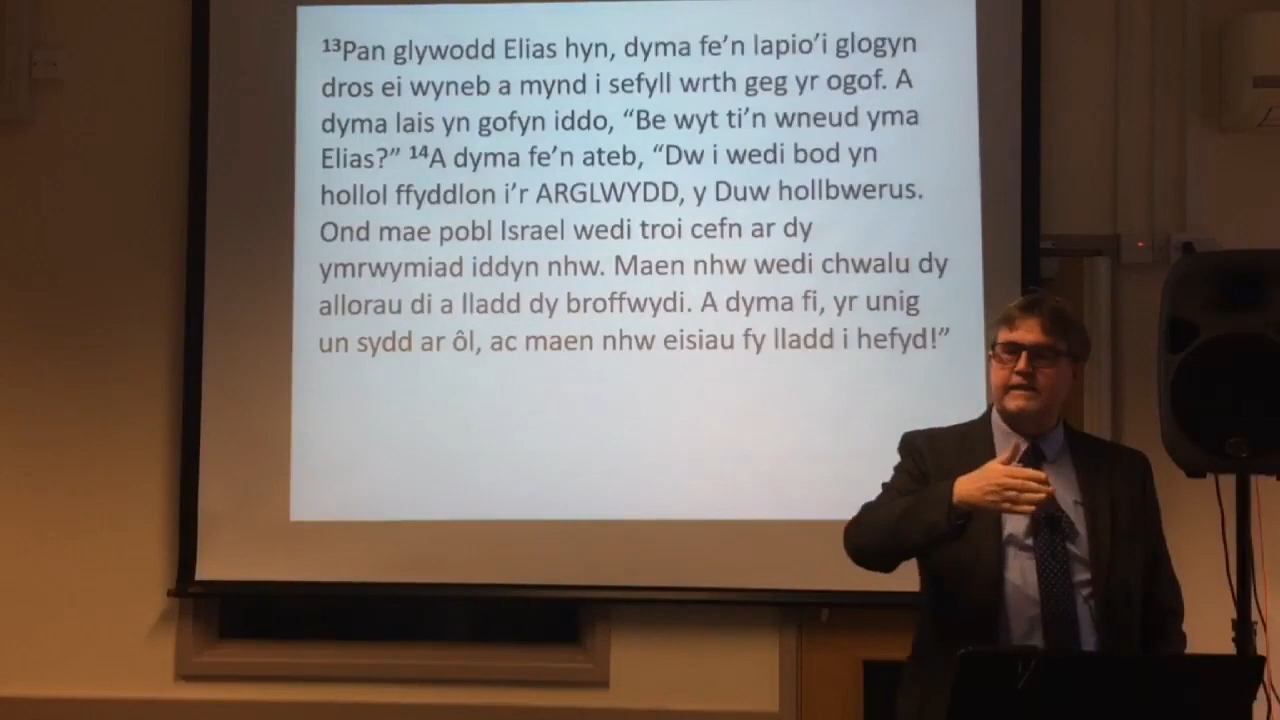 ¹³Pan glywodd Elias hyn, dyma fe’n lapio’i glogyn
dros ei wyneb a mynd i sefyll wrth geg yr ogof. A
dyma lais yn gofyn iddo, “Be wyt ti’n wneud yma
Elias?” ¹⁴A dyma fe’n ateb, “Dw i wedi bod yn
hollol ffyddlon i’r ARGLWYDD, y Duw hollbwerus.
Ond mae pobl Israel wedi troi cefn ar dy
ymrwymiad iddyn nhw. Maen nhw wedi chwalu dy
allorau di a lladd dy broffwydi. A dyma fi, yr unig
un sydd ar ôl, ac maen nhw eisiau fy lladd i hefyd!”